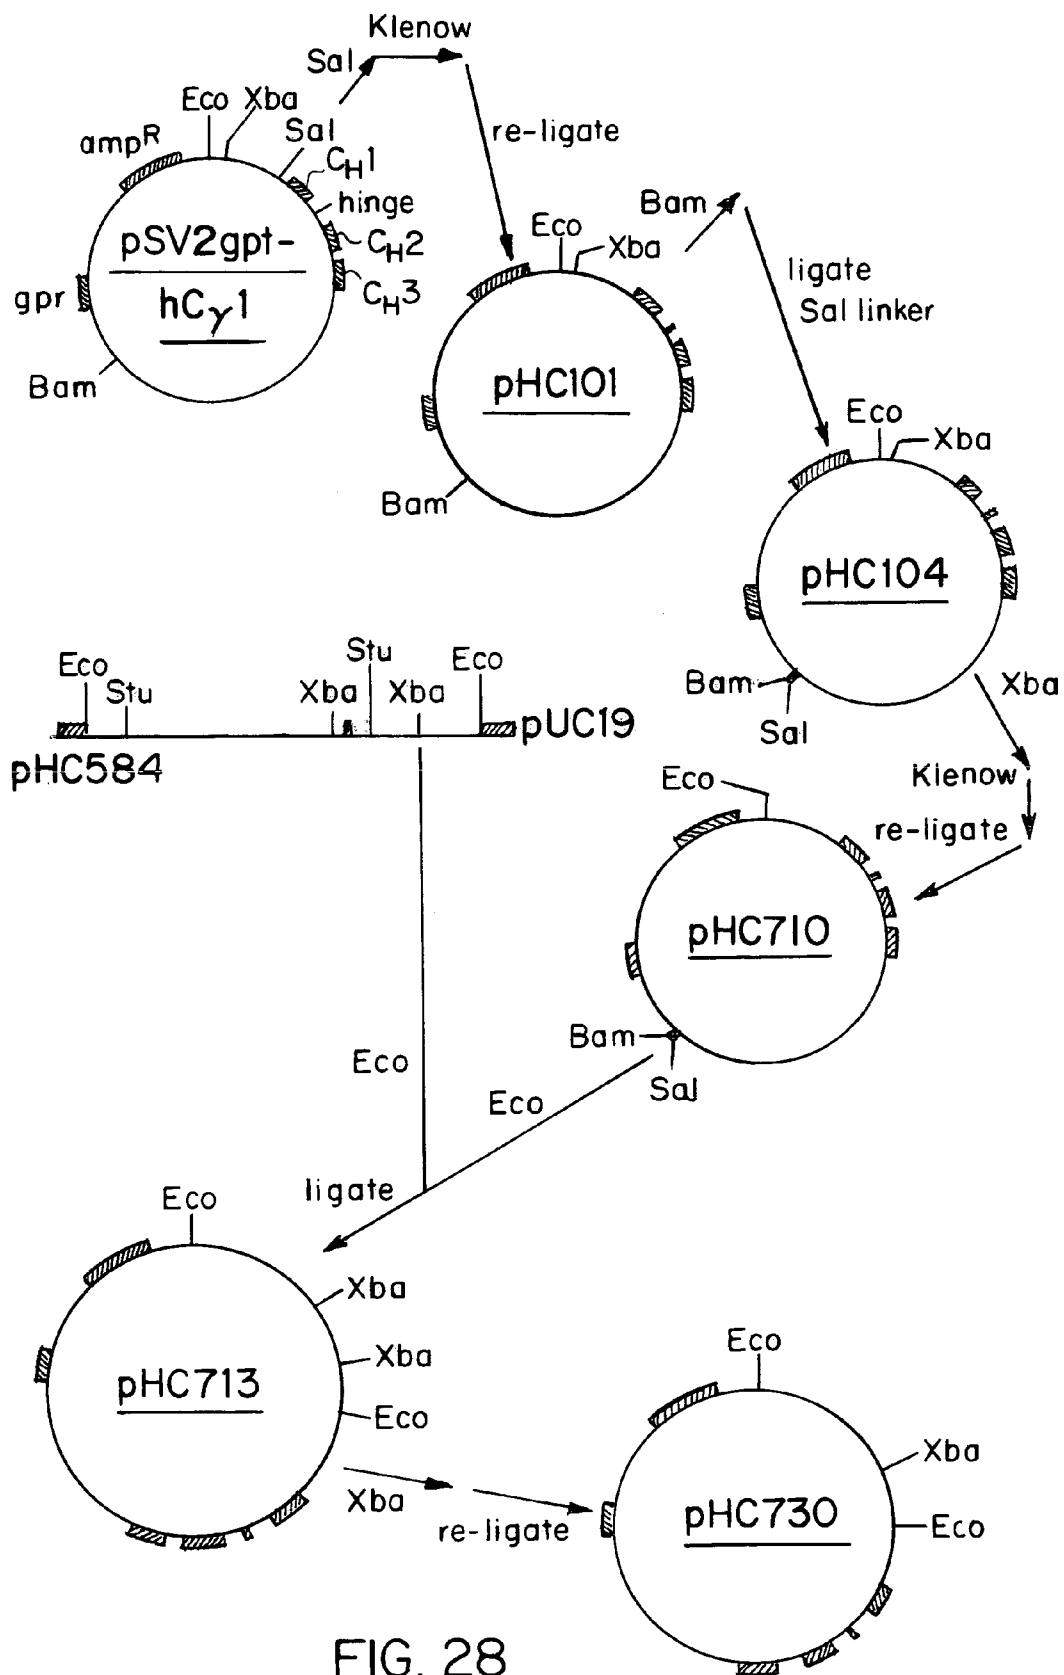 Klenow
Sal
re-ligate
Eco
Xba
Sal
ampR
CH1
hinge
CH2
CH3
pSV2gpt-
hCγ1
gpr
Bam
Bam
ligate
Sal linker
Eco
Xba
pHC101
Bam
Eco
Xba
pHC104
Bam
Sal
Xba
Klenow
re-ligate
Eco
Stu
Xba
Stu
Xba
Eco
pUC19
pHC584
Eco
pHC710
Bam
Sal
Eco
Eco
ligate
Eco
Xba
Xba
Eco
pHC713
Xba
re-ligate
Eco
Xba
Eco
pHC730
FIG. 28